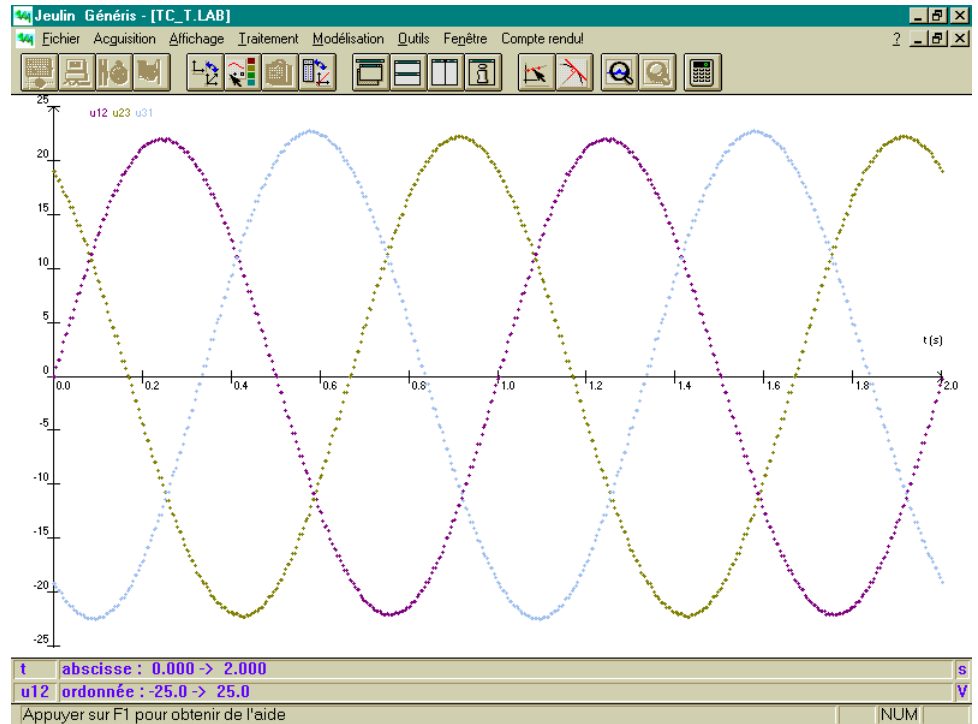 Jeulin Généris - [TC_T.LAB]
Fichier Acquisition Affichage Traitement Modélisation Outils Fenêtre Compte rendu! ?
25
u12 u23 u31
20
15
10
5
t (s)
0
0.0 0.2 0.4 0.6 0.8 1.0 1.2 1.4 1.6 1.8 2.0
-5
-10
-15
-20
-25
t abscisse : 0.000 -> 2.000 s
u12 ordonnée : -25.0 -> 25.0 V
Appuyer sur F1 pour obtenir de l'aide NUM